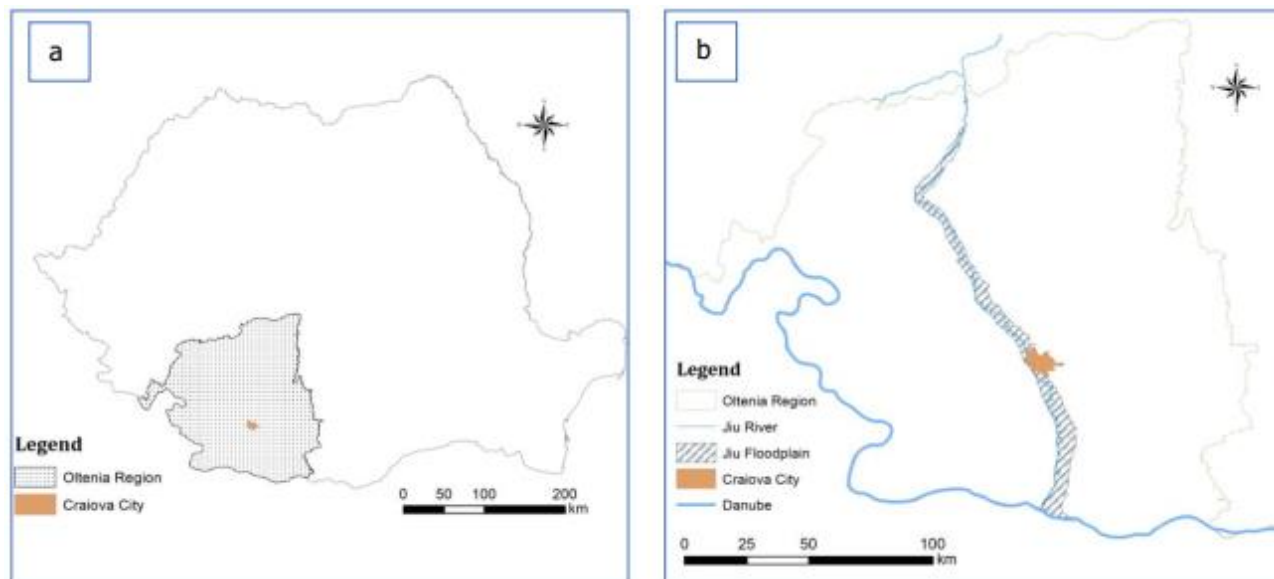 a
Legend
Oltenia Region
Craiova City
0 50 100 200
km
b
Legend
Oltenia Region
Jiu River
Jiu Floodplain
Craiova City
Danube
0 25 50 100
km